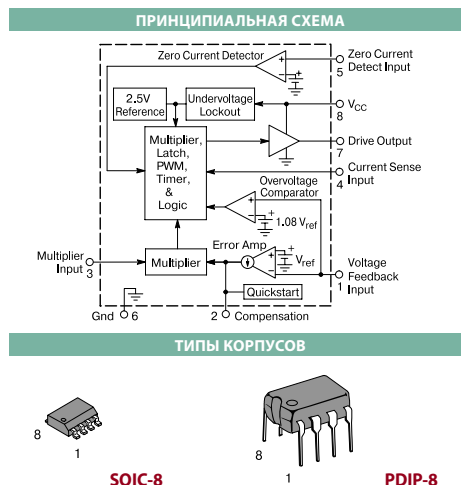 ПРИНЦИПИАЛЬНАЯ СХЕМА
Zero Current Detector
Zero Current
5 Detect Input
2.5V
Reference
Undervoltage
Lockout
VCC
8
Multiplier,
Latch,
PWM,
Timer,
&
Logic
Drive Output
7
Current Sense
4 Input
Overvoltage
Comparator
1.08 Vref
Error Amp
Vref
Multiplier
Input 3
Multiplier
Quickstart
Voltage
Feedback
1 Input
Gnd 6
2 Compensation
ТИПЫ КОРПУСОВ
8
1
SOIC-8
8
1
PDIP-8